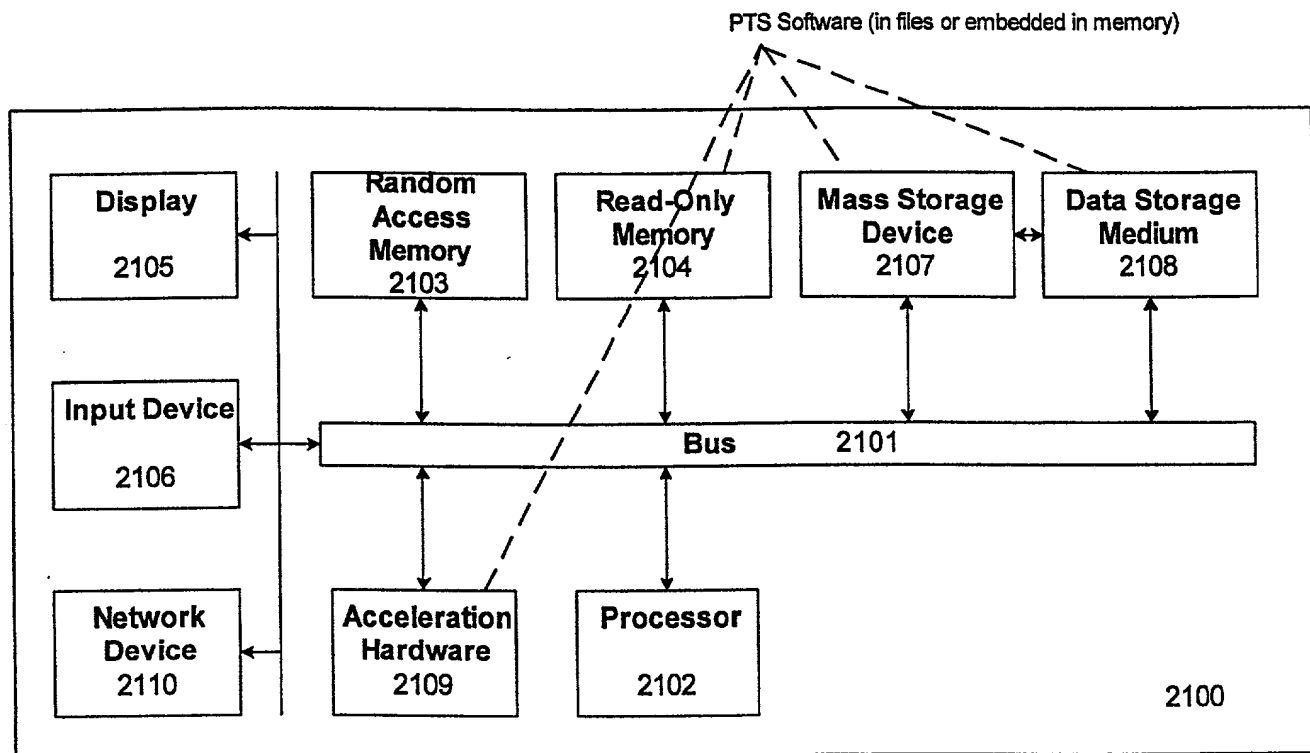 PTS Software (in files or embedded in memory)
Display
2105
Random
Access
Memory
2103
Read-Only
Memory
2104
Mass Storage
Device
2107
Data Storage
Medium
2108
Input Device
2106
Bus 2101
Network
Device
2110
Acceleration
Hardware
2109
Processor
2102
2100